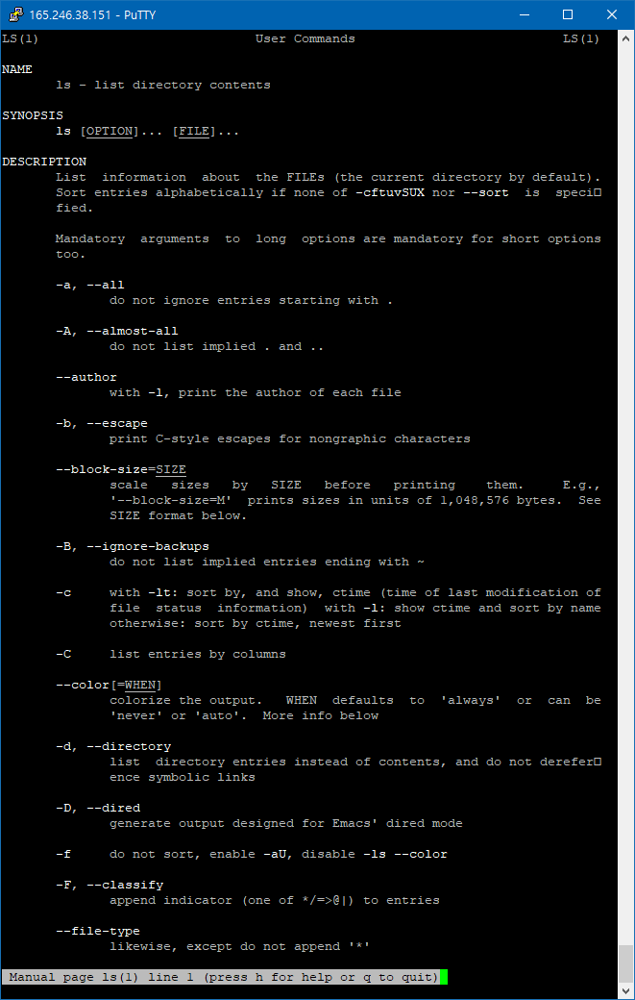 165.246.38.151 - PuTTY
LS(1) User Commands LS(1)
NAME
ls - list directory contents
SYNOPSIS
ls [OPTION]... [FILE]...
DESCRIPTION
List information about the FILEs (the current directory by default).
Sort entries alphabetically if none of -cftuvSUX nor --sort is speci□
fied.
Mandatory arguments to long options are mandatory for short options
too.
-a, --all
do not ignore entries starting with .
-A, --almost-all
do not list implied . and ..
--author
with -l, print the author of each file
-b, --escape
print C-style escapes for nongraphic characters
--block-size=SIZE
scale sizes by SIZE before printing them. E.g.,
'--block-size=M' prints sizes in units of 1,048,576 bytes. See
SIZE format below.
-B, --ignore-backups
do not list implied entries ending with ~
-c with -lt: sort by, and show, ctime (time of last modification of
file status information) with -l: show ctime and sort by name
otherwise: sort by ctime, newest first
-C list entries by columns
--color[=WHEN]
colorize the output. WHEN defaults to 'always' or can be
'never' or 'auto'. More info below
-d, --directory
list directory entries instead of contents, and do not derefer□
ence symbolic links
-D, --dired
generate output designed for Emacs' dired mode
-f do not sort, enable -aU, disable -ls --color
-F, --classify
append indicator (one of */=>@|) to entries
--file-type
likewise, except do not append '*'
Manual page ls(1) line 1 (press h for help or q to quit)